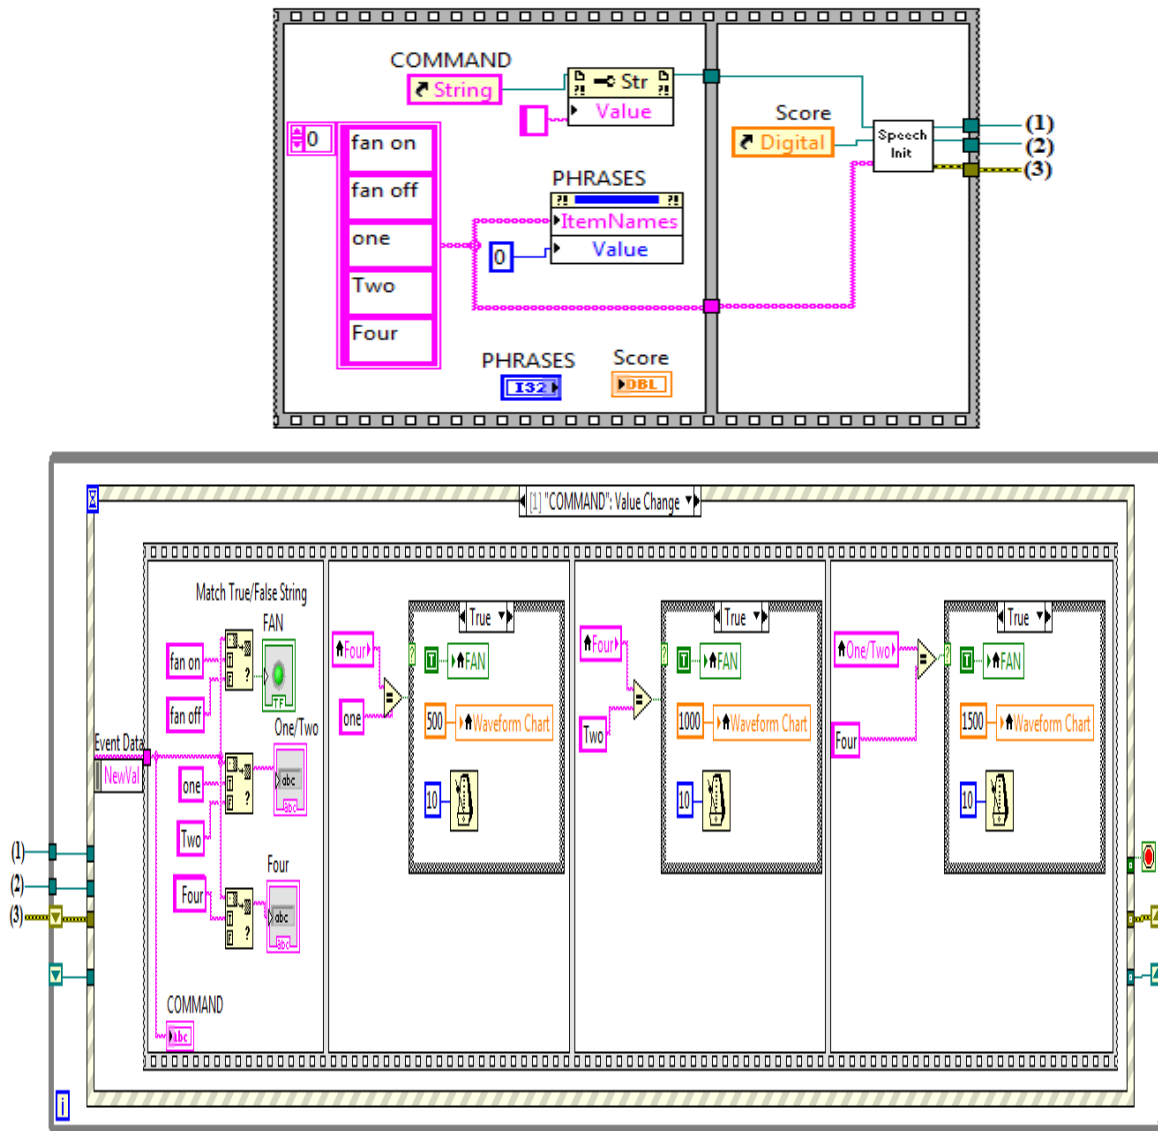 COMMAND
String
Str
Value
0
fan on
fan off
one
Two
Four
PHRASES
ItemNames
0
Value
PHRASES
I32
Score
DBL
Score
Digital
Speech
Init
(1)
(2)
(3)
[1] "COMMAND": Value Change
Match True/False String
FAN
fan on
fan off
TF
One/Two
Event Data
NewVal
one
abc
abc
Two
Four
Four
abc
abc
COMMAND
abc
(1)
(2)
(3)
i
True
Four
one
=
?
T
FAN
500
Waveform Chart
10
True
Four
Two
=
?
T
FAN
1000
Waveform Chart
10
True
One/Two
Four
=
?
T
FAN
1500
Waveform Chart
10